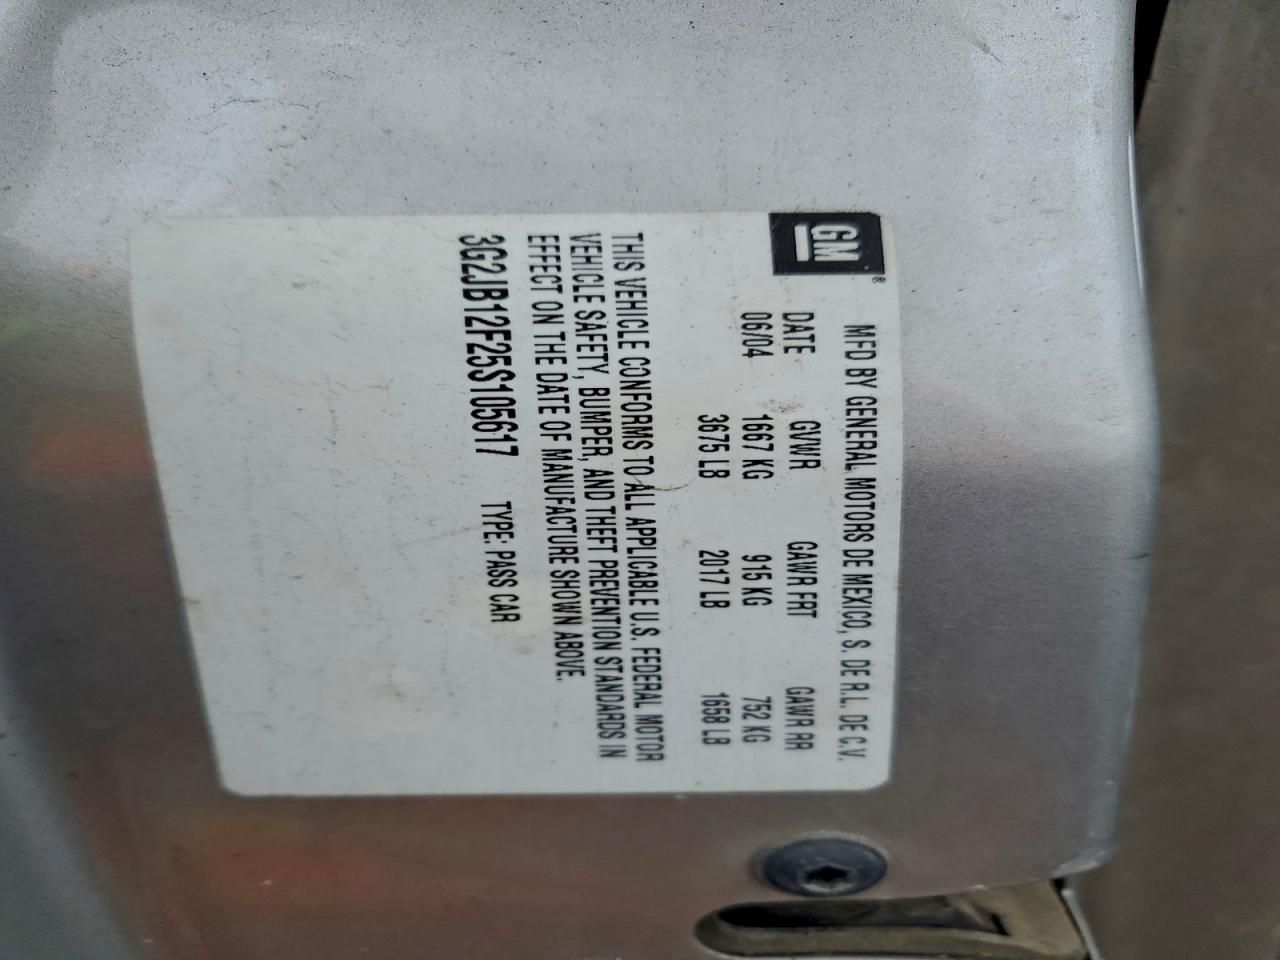 GM®
MFD BY GENERAL MOTORS DE MEXICO, S. DE R.L. DE C.V.
DATE GVWR GAWR FRT GAWR RR
06/04 1667 KG 915 KG 752 KG
3675 LB 2017 LB 1658 LB
THIS VEHICLE CONFORMS TO ALL APPLICABLE U.S. FEDERAL MOTOR
VEHICLE SAFETY, BUMPER, AND THEFT PREVENTION STANDARDS IN
EFFECT ON THE DATE OF MANUFACTURE SHOWN ABOVE.
3G2JB12F25S105617 TYPE: PASS CAR